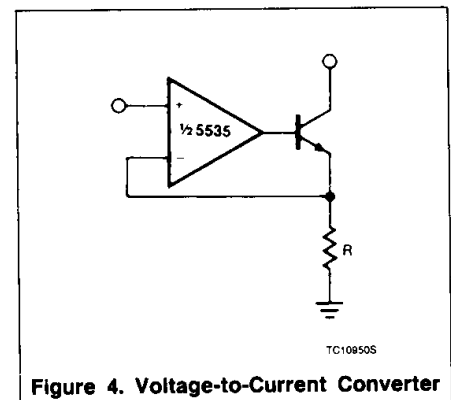 +
½ 5535
−
R
TC10950S
Figure 4. Voltage-to-Current Converter